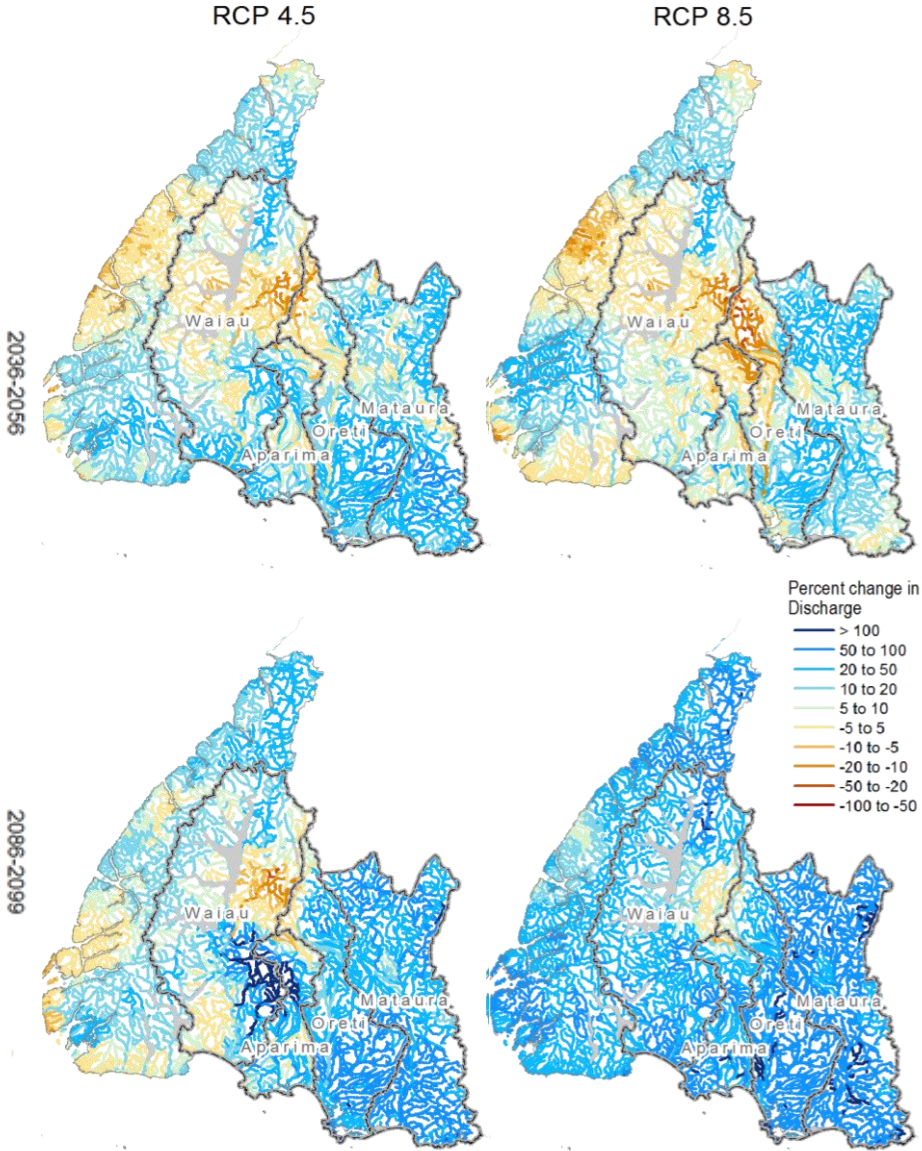 RCP 4.5
RCP 8.5
2036-2056
Waiau
Mataura
Oreti
Aparima
Waiau
Mataura
Oreti
Aparima
Percent change in
Discharge
> 100
50 to 100
20 to 50
10 to 20
5 to 10
-5 to 5
-10 to -5
-20 to -10
-50 to -20
-100 to -50
2086-2099
Waiau
Mataura
Oreti
Aparima
Waiau
Mataura
Oreti
Aparima